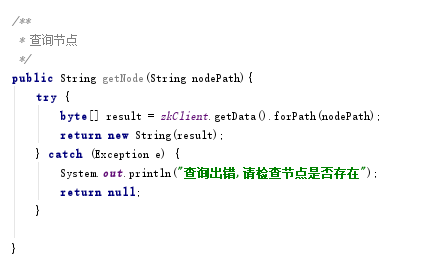 /**
 * 查询节点
 */
public String getNode(String nodePath){
    try {
        byte[] result = zkClient.getData().forPath(nodePath);
        return new String(result);
    } catch (Exception e) {
        System.out.println("查询出错,请检查节点是否存在");
        return null;
    }
}